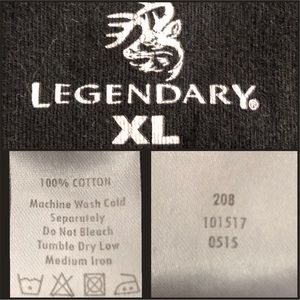 LEGENDARY®
XL
100% COTTON
Machine Wash Cold
Separately
Do Not Bleach
Tumble Dry Low
Medium Iron
208
101517
0515